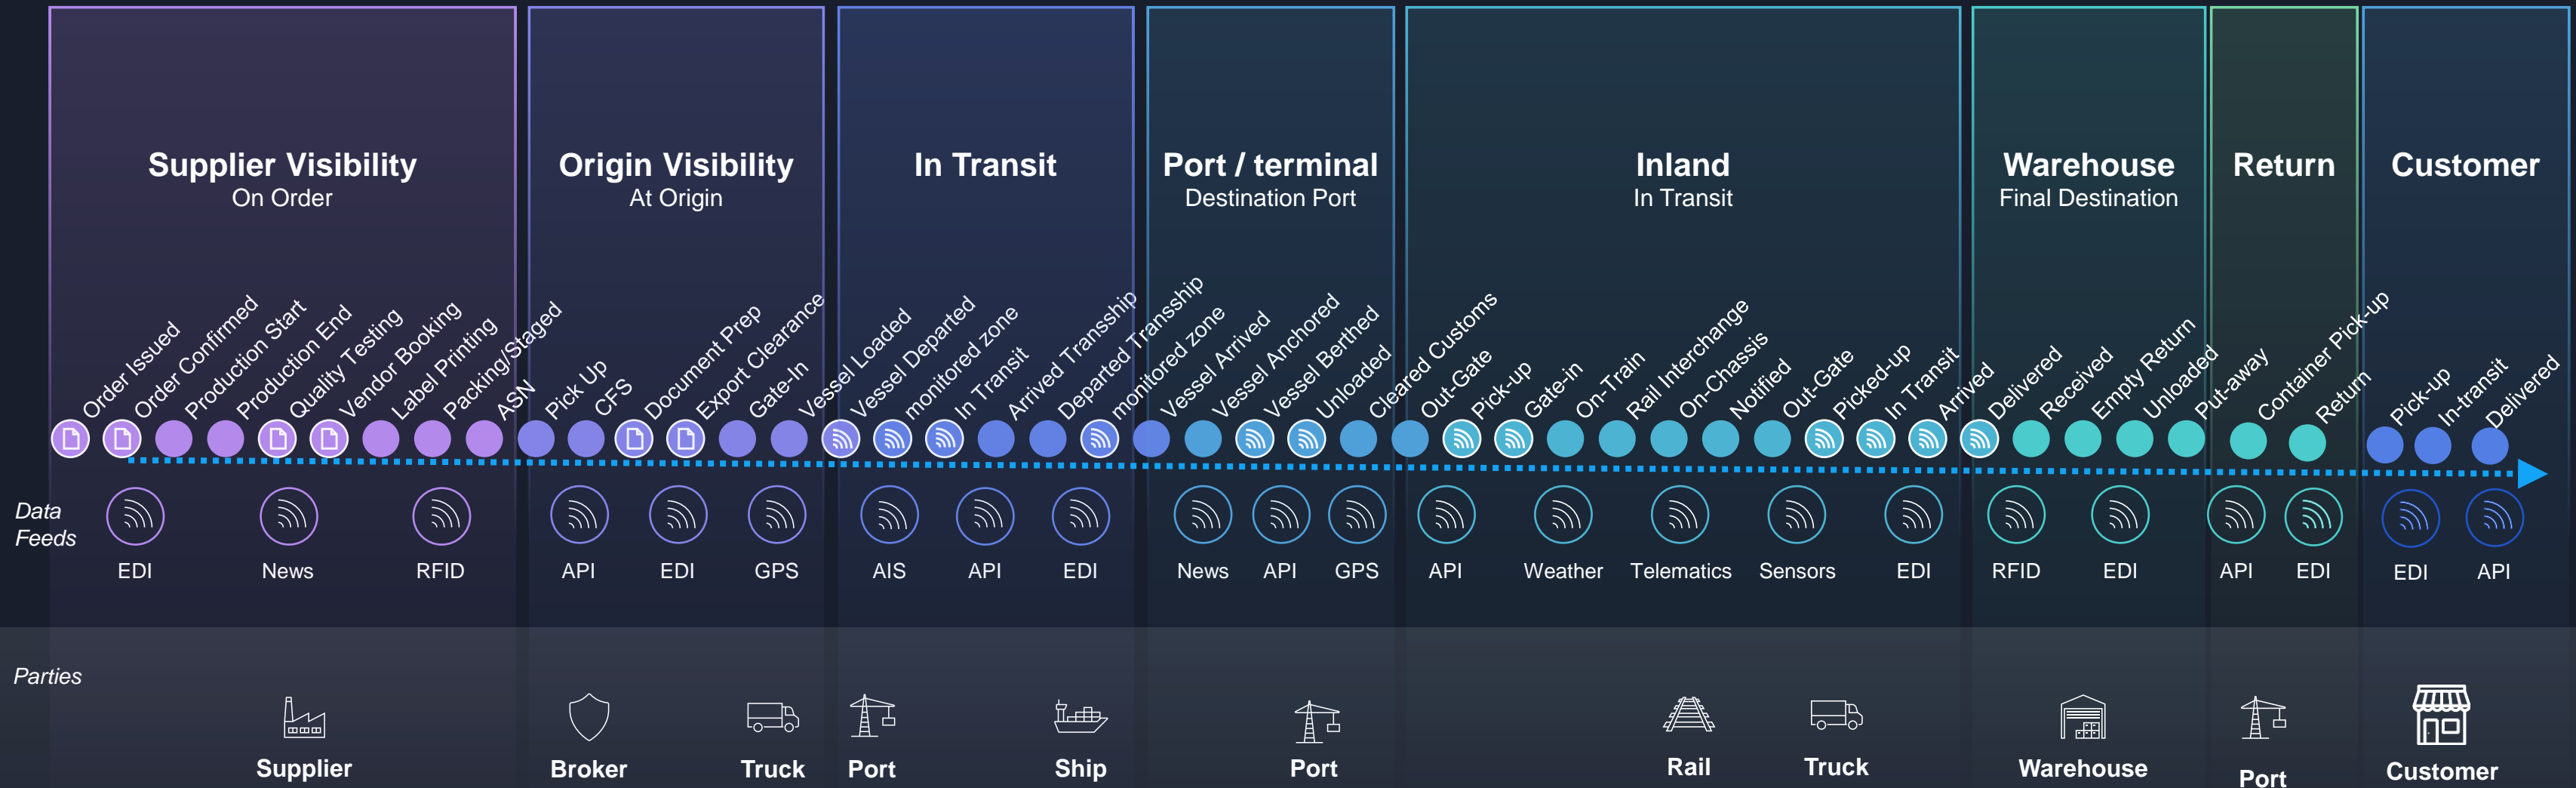 Supplier Visibility
On Order
Origin Visibility
At Origin
In Transit
Port / terminal
Destination Port
Inland
In Transit
Warehouse
Final Destination
Return
Customer
Order Issued
Order Confirmed
Production Start
Production End
Quality Testing
Vendor Booking
Label Printing
Packing/Staged
ASN
Pick Up
CFS
Document Prep
Export Clearance
Gate-In
Vessel Loaded
Vessel Departed
monitored zone
In Transit
Arrived Transship
Departed Transship
monitored zone
Vessel Arrived
Vessel Anchored
Vessel Berthed
Unloaded
Cleared Customs
Out-Gate
Pick-up
Gate-in
On-Train
Rail Interchange
On-Chassis
Notified
Out-Gate
Picked-up
In Transit
Arrived
Delivered
Received
Empty Return
Unloaded
Put-away
Container Pick-up
Return
Pick-up
In-transit
Delivered
Data
Feeds
EDI
News
RFID
API
EDI
GPS
AIS
API
EDI
News
API
GPS
API
Weather
Telematics
Sensors
EDI
RFID
EDI
API
EDI
EDI
API
Parties
Supplier
Broker
Truck
Port
Ship
Port
Rail
Truck
Warehouse
Port
Customer